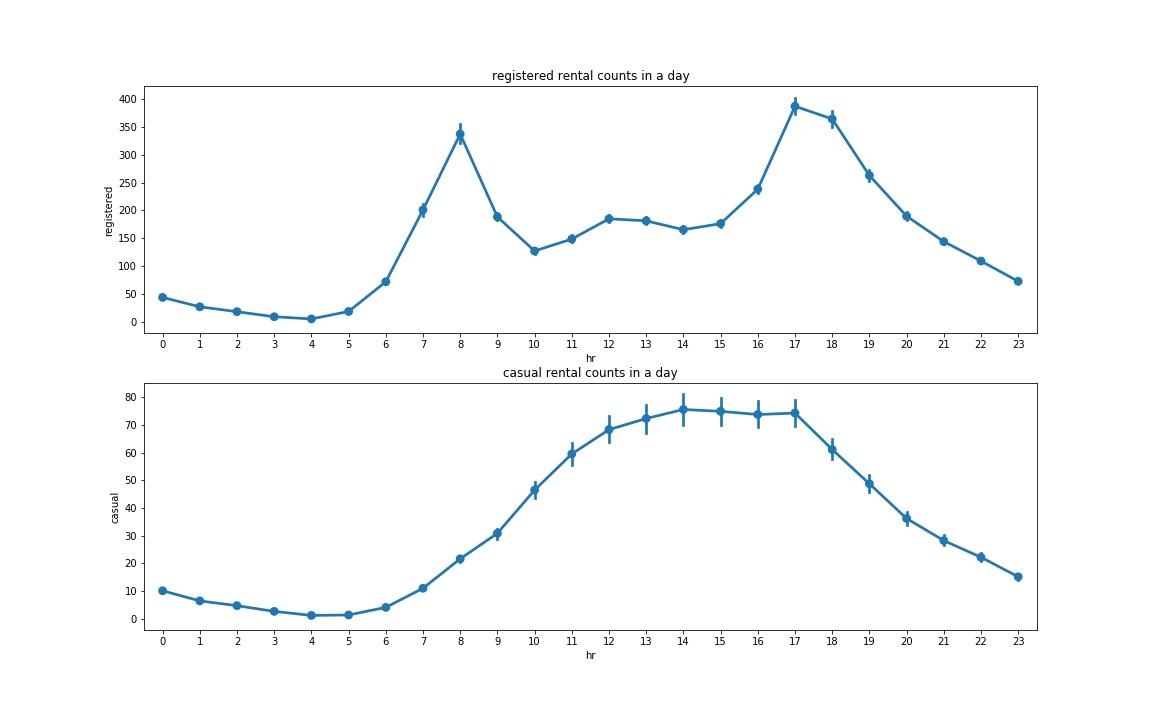 registered rental counts in a day
400
350
300
250
200
150
100
50
0
registered
0 1 2 3 4 5 6 7 8 9 10 11 12 13 14 15 16 17 18 19 20 21 22 23
hr
casual rental counts in a day
80
70
60
50
40
30
20
10
0
casual
0 1 2 3 4 5 6 7 8 9 10 11 12 13 14 15 16 17 18 19 20 21 22 23
hr